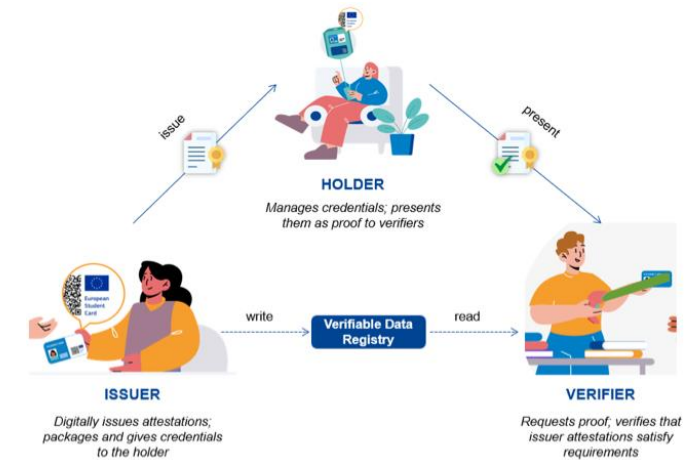 issue
present
HOLDER
Manages credentials; presents
them as proof to verifiers
European
Student
Card
write
Verifiable Data
Registry
read
ISSUER
Digitally issues attestations;
packages and gives credentials
to the holder
VERIFIER
Requests proof; verifies that
issuer attestations satisfy
requirements